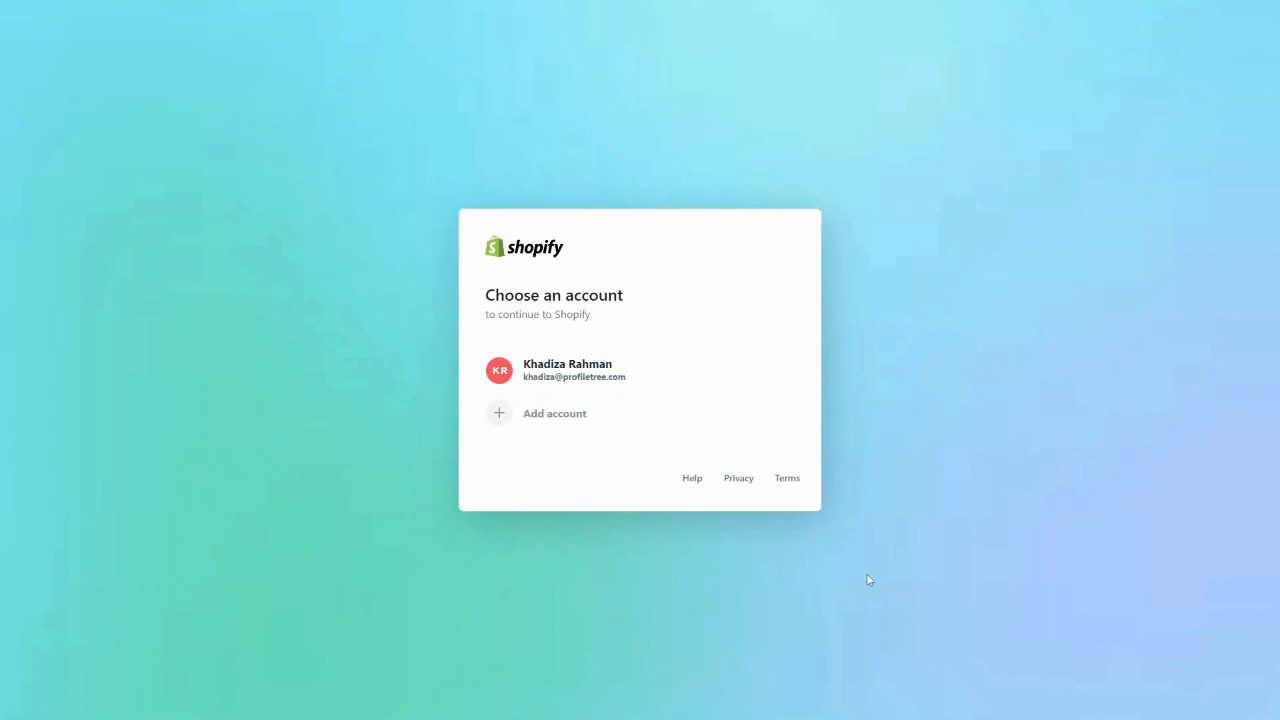 shopify
Choose an account
to continue to Shopify
KR
Khadiza Rahman
khadiza@profiletree.com
Add account
Help Privacy Terms